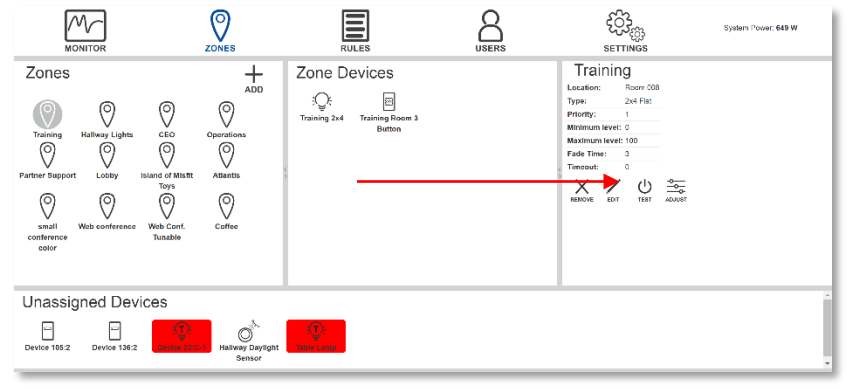 MONITOR
ZONES
RULES
USERS
SETTINGS
System Power: 649 W
Zones
ADD
Training
Hallway Lights
CEO
Operations
Partner Support
Lobby
Island of Misfit
Toys
Atlantis
small
conference
color
Web conference
Web Conf.
Tunable
Coffee
Zone Devices
Training 2x4
Training Room 3
Button
Training
Location: Room 008
Type: 2x4 Flat
Priority: 1
Minimum level: 0
Maximum level: 100
Fade Time: 3
Timeout: 0
REMOVE
EDIT
TEST
ADJUST
Unassigned Devices
Device 105:2
Device 136:2
Device
Hallway Daylight
Sensor
Table Lamp